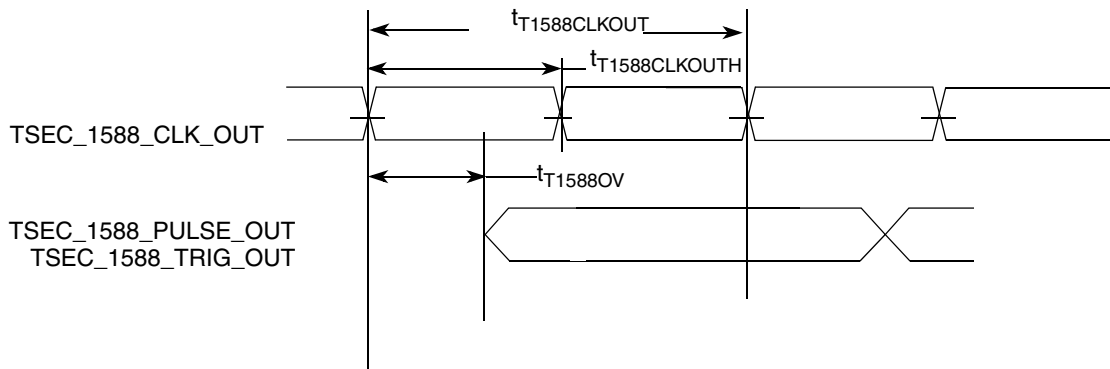 tT1588CLKOUT
tT1588CLKOUTH
TSEC_1588_CLK_OUT
tT1588OV
TSEC_1588_PULSE_OUT
TSEC_1588_TRIG_OUT